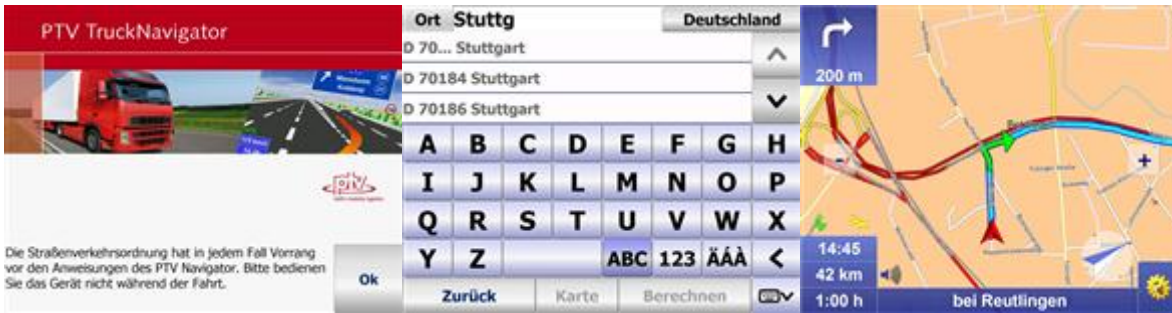 PTV TruckNavigator
ptv
Die Straßenverkehrsordnung hat in jedem Fall Vorrang
vor den Anweisungen des PTV Navigator. Bitte bedienen
Sie das Gerät nicht während der Fahrt.
Ok
Ort Stuttg Deutschland
D 70... Stuttgart
D 70184 Stuttgart
D 70186 Stuttgart
A B C D E F G H
I J K L M N O P
Q R S T U V W X
Y Z ABC 123 ÄÁÀ <
Zurück Karte Berechnen
200 m
- +
14:45
42 km
1:00 h bei Reutlingen